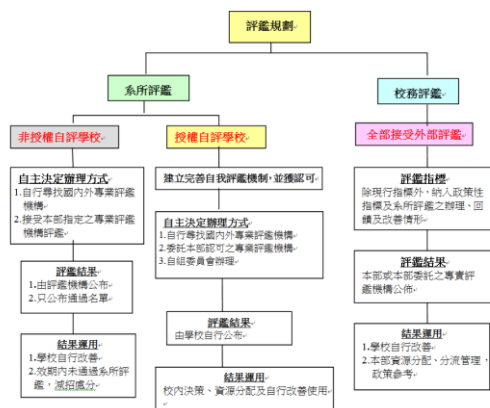 評鑑規劃
系所評鑑
校務評鑑
非授權自評學校
授權自評學校
全部接受外部評鑑
自主決定辦理方式
1.自行尋找國內外專業評鑑
機構
2.接受本部指定之專業評鑑
機構評鑑
評鑑結果
1.由評鑑機構公布
2.只公布通過名單
結果運用
1.學校自行改善
2.效期內未通過系所評
鑑，減招處分
建立完善自我評鑑機制,並獲認可
自主決定辦理方式
1.自行尋找國內外專業評鑑機構
2.委託本部認可之專業評鑑機構
3.自組委員會辦理
評鑑結果
由學校自行公布
結果運用
校內決策、資源分配及自行改善使用
評鑑指標
除現行指標外，納入政策性
指標及系所評鑑之辦理、回
饋及改善情形
評鑑結果
本部或本部委託之專責評
鑑機構公佈
結果運用
1.學校自行改善
2.本部資源分配、分流管理，
政策參考